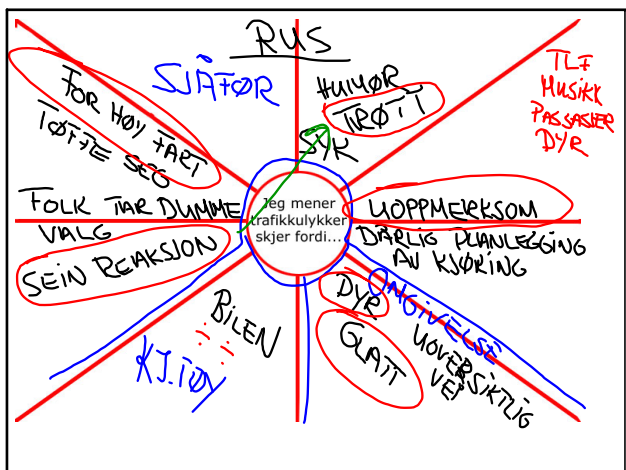 RUS
SJÅFØR
HUMØR
TRØTT
SYK
TLF
MUSIKK
PASSASJER
DYR
FOR HØY FART
TØFFE SEG
FOLK TAR DUMME
VALG
SEIN REAKSJON
Jeg mener
trafikkulykker
skjer fordi...
UOPPMERKSOM
DÅRLIG PLANLEGGING
AV KJØRING
DYR
GLATT
OMGIVELSE
UOVERSIKTLIG
VEI
BILEN
KJ.TØY